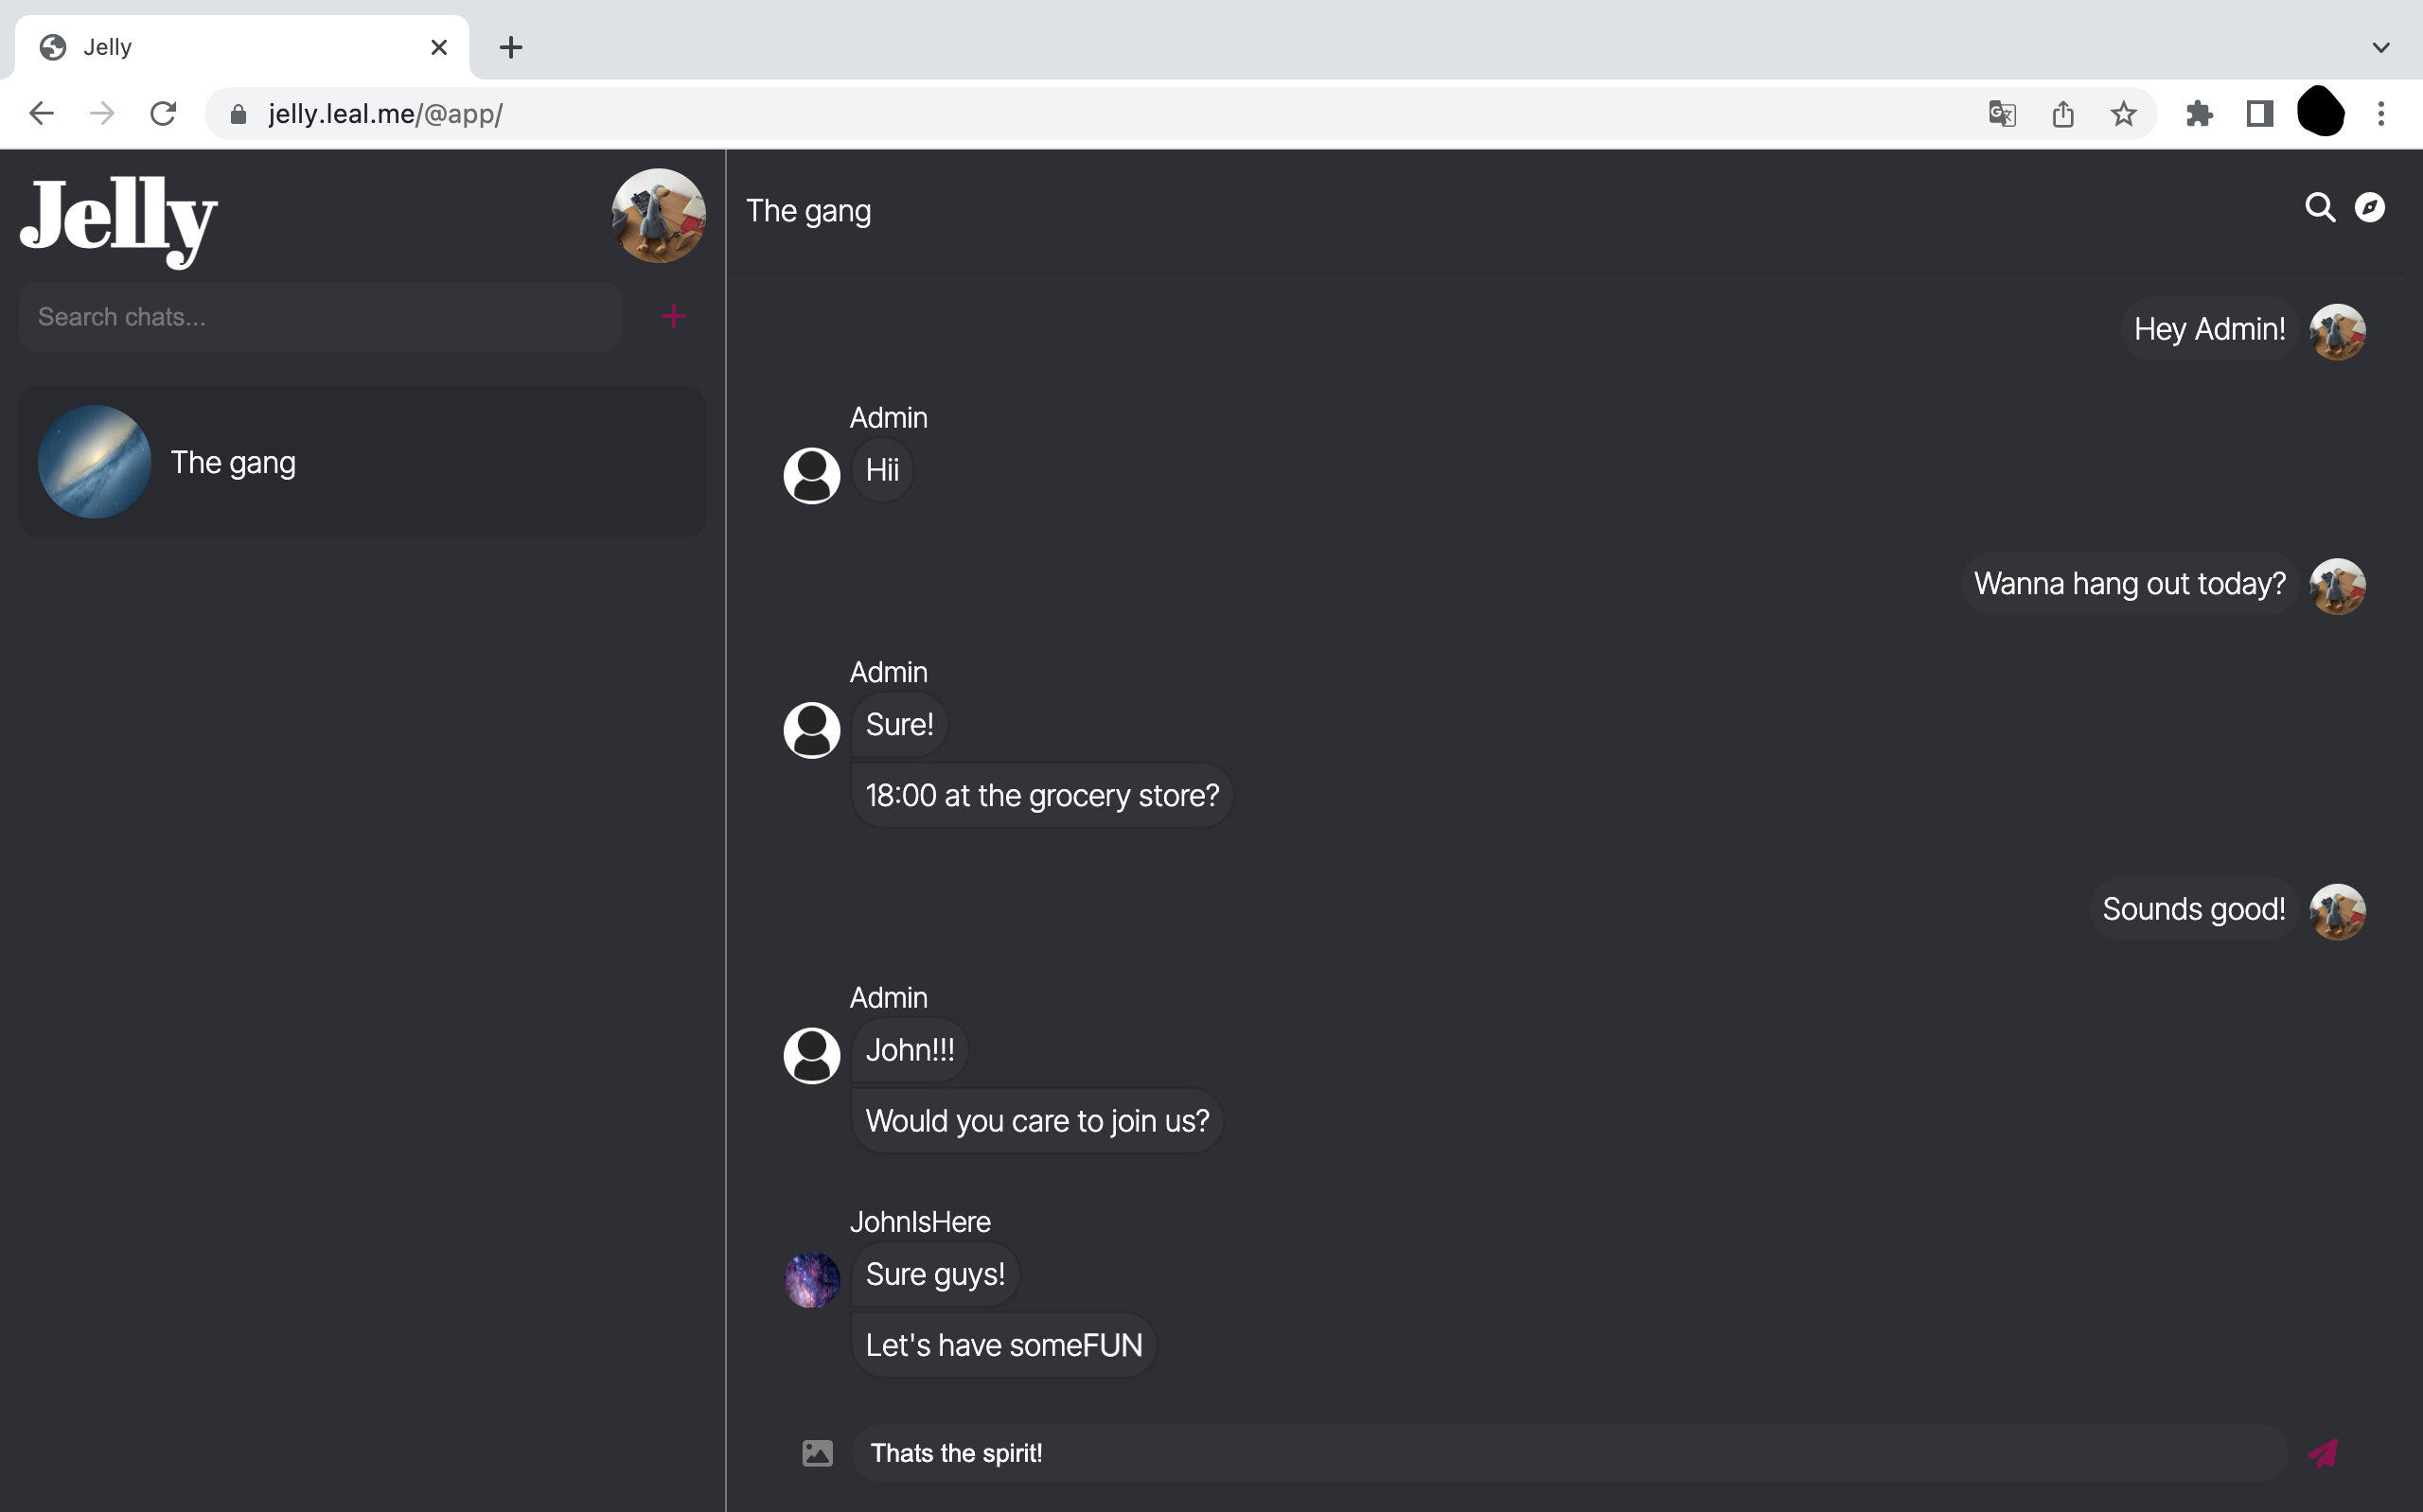 Jelly
jelly.leal.me/@app/
Jelly
Search chats...
The gang
The gang
Hey Admin!
Admin
Hii
Wanna hang out today?
Admin
Sure!
18:00 at the grocery store?
Sounds good!
Admin
John!!!
Would you care to join us?
JohnIsHere
Sure guys!
Let's have someFUN
Thats the spirit!